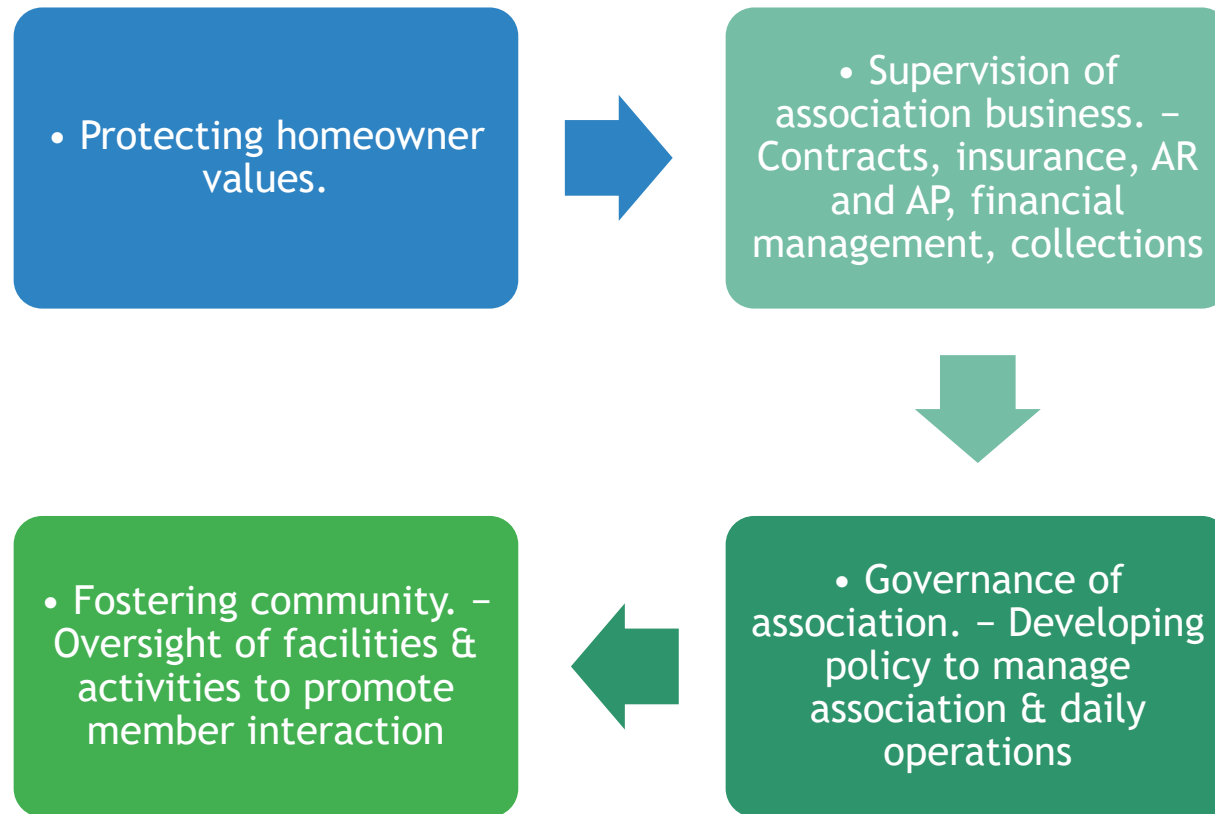 • Protecting homeowner
values.
• Supervision of
association business. –
Contracts, insurance, AR
and AP, financial
management, collections
• Governance of
association. – Developing
policy to manage
association & daily
operations
• Fostering community. –
Oversight of facilities &
activities to promote
member interaction